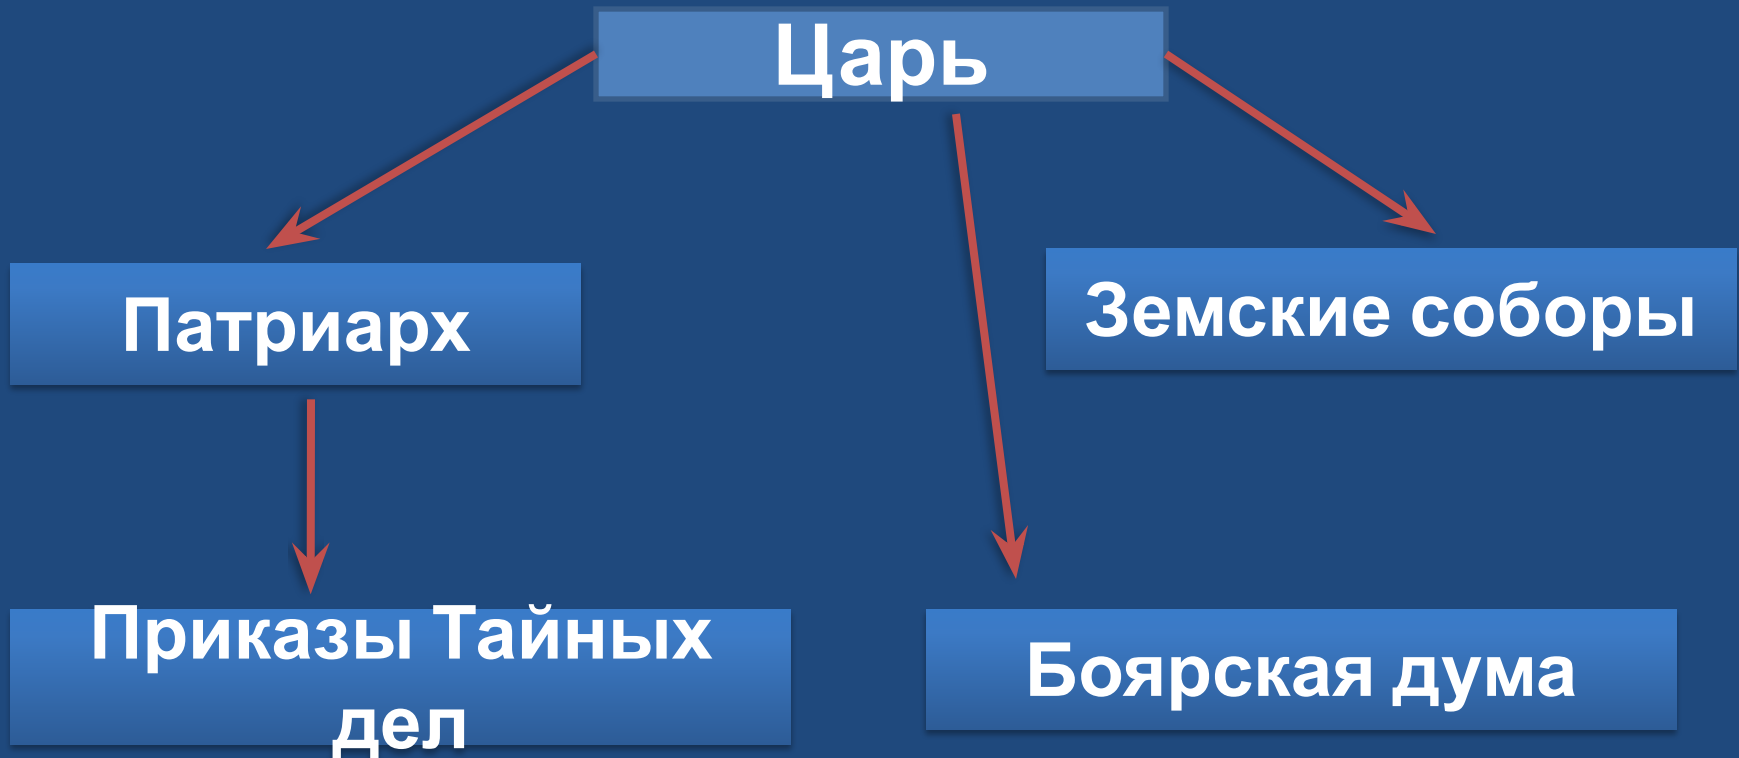 Царь
Патриарх
Земские соборы
Приказы Тайных
дел
Боярская дума